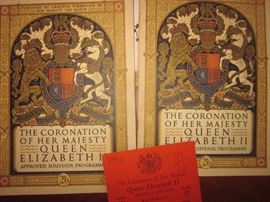 THE CORONATION
OF HER MAJESTY
QUEEN
ELIZABETH II
APPROVED SOUVENIR PROGRAMME
2/6
THE CORONATION
OF HER MAJESTY
QUEEN
ELIZABETH II
APPROVED SOUVENIR PROGRAMME
2/6
The Coronation of Her Majesty
Queen Elizabeth II
D